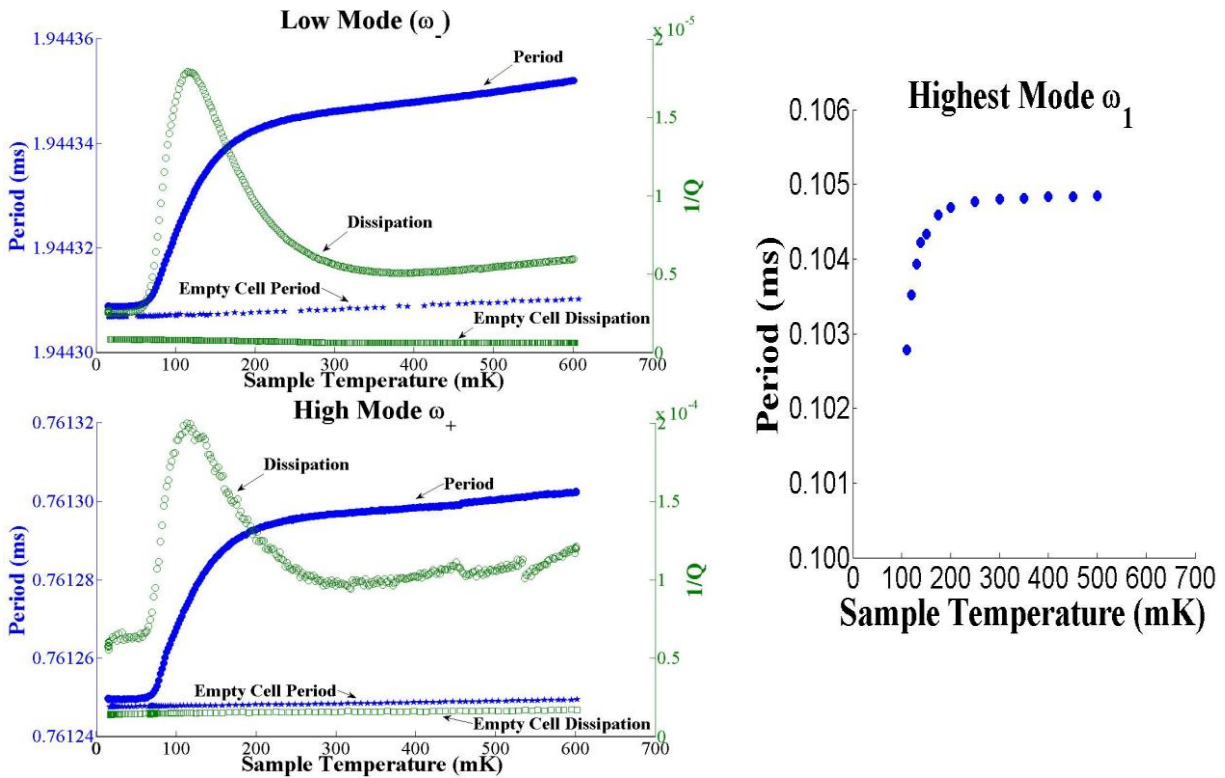 Low Mode (ω_)
x 10⁻⁵
1.94436
1.94434
1.94432
1.94430
Period (ms)
Period
Dissipation
Empty Cell Period
Empty Cell Dissipation
2
1.5
1
0.5
0
1/Q
0 100 200 300 400 500 600 700
Sample Temperature (mK)
High Mode ω₊
x 10⁻⁴
0.76132
0.76130
0.76128
0.76126
0.76124
Period (ms)
Dissipation
Period
Empty Cell Period
Empty Cell Dissipation
2
1.5
1
0.5
0
1/Q
0 100 200 300 400 500 600 700
Sample Temperature (mK)
Highest Mode ω₁
0.106
0.105
0.104
0.103
0.102
0.101
0.100
Period (ms)
0 100 200 300 400 500 600 700
Sample Temperature (mK)